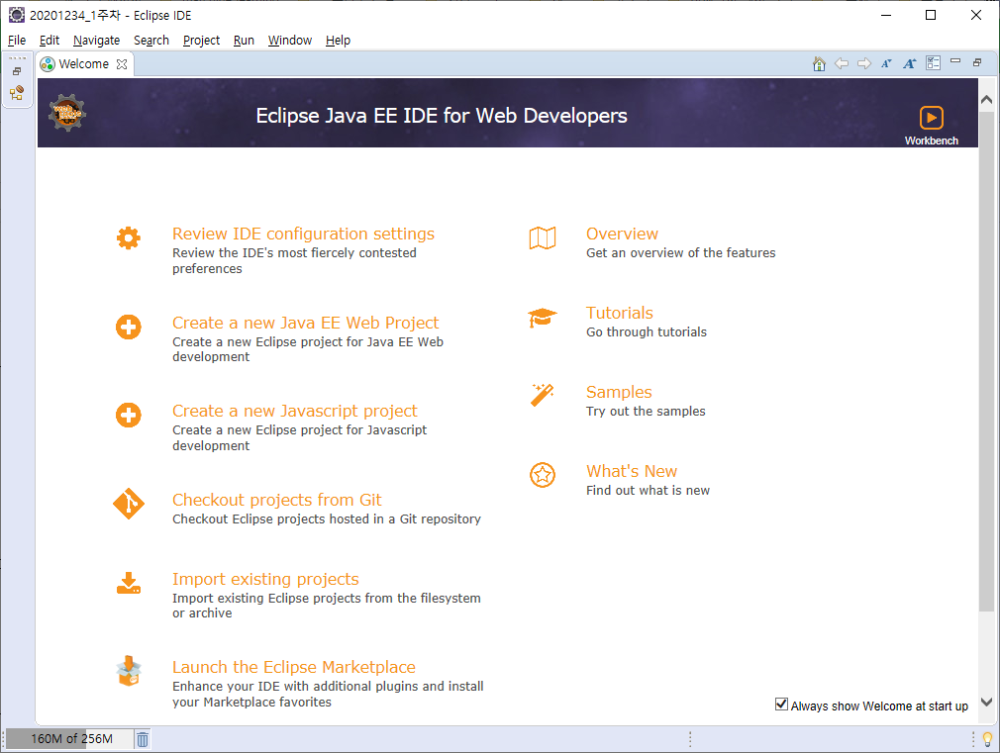 20201234_1주차 - Eclipse IDE
File Edit Navigate Search Project Run Window Help
Welcome
Eclipse Java EE IDE for Web Developers
Workbench
Review IDE configuration settings
Review the IDE's most fiercely contested
preferences
Create a new Java EE Web Project
Create a new Eclipse project for Java EE Web
development
Create a new Javascript project
Create a new Eclipse project for Javascript
development
Checkout projects from Git
Checkout Eclipse projects hosted in a Git repository
Import existing projects
Import existing Eclipse projects from the filesystem
or archive
Launch the Eclipse Marketplace
Enhance your IDE with additional plugins and install
your Marketplace favorites
Overview
Get an overview of the features
Tutorials
Go through tutorials
Samples
Try out the samples
What's New
Find out what is new
Always show Welcome at start up
160M of 256M